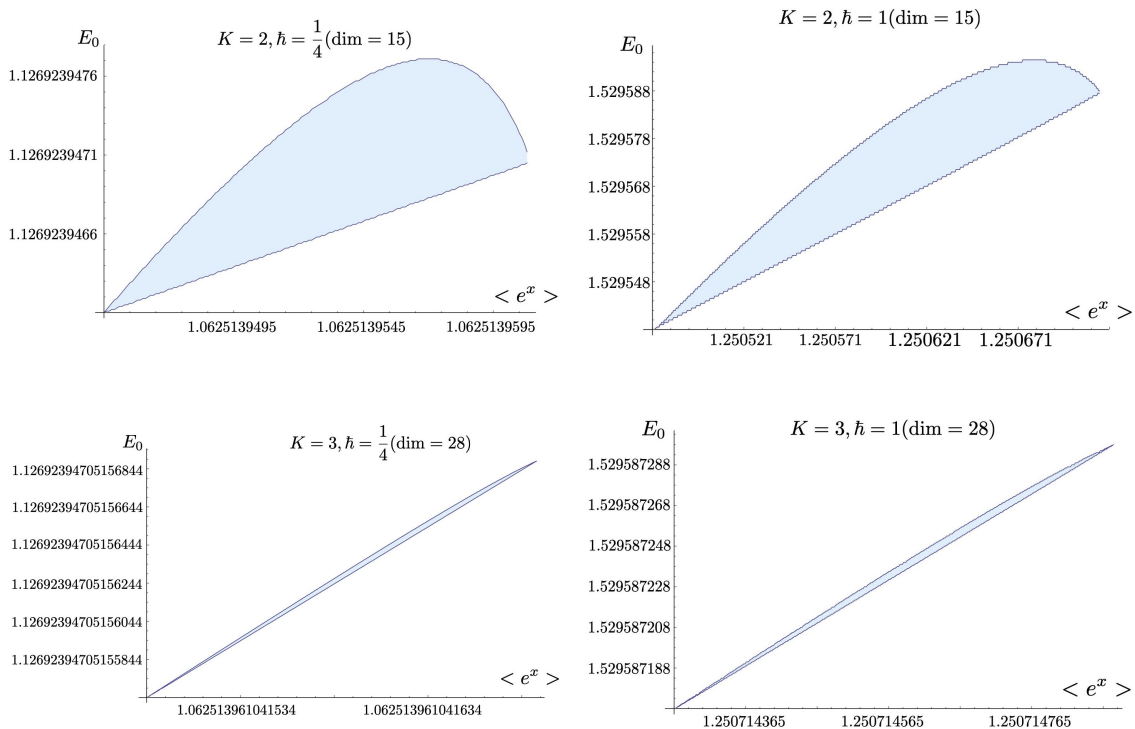 K = 2, ℏ = 1/4 (dim = 15)
E₀
1.1269239476
1.1269239471
1.1269239466
< eˣ >
1.0625139495 1.0625139545 1.0625139595
K = 2, ℏ = 1(dim = 15)
E₀
1.529588
1.529578
1.529568
1.529558
1.529548
< eˣ >
1.250521 1.250571 1.250621 1.250671
K = 3, ℏ = 1/4 (dim = 28)
E₀
1.12692394705156844
1.12692394705156644
1.12692394705156444
1.12692394705156244
1.12692394705156044
1.12692394705155844
< eˣ >
1.062513961041534 1.062513961041634
K = 3, ℏ = 1(dim = 28)
E₀
1.529587288
1.529587268
1.529587248
1.529587228
1.529587208
1.529587188
< eˣ >
1.250714365 1.250714565 1.250714765